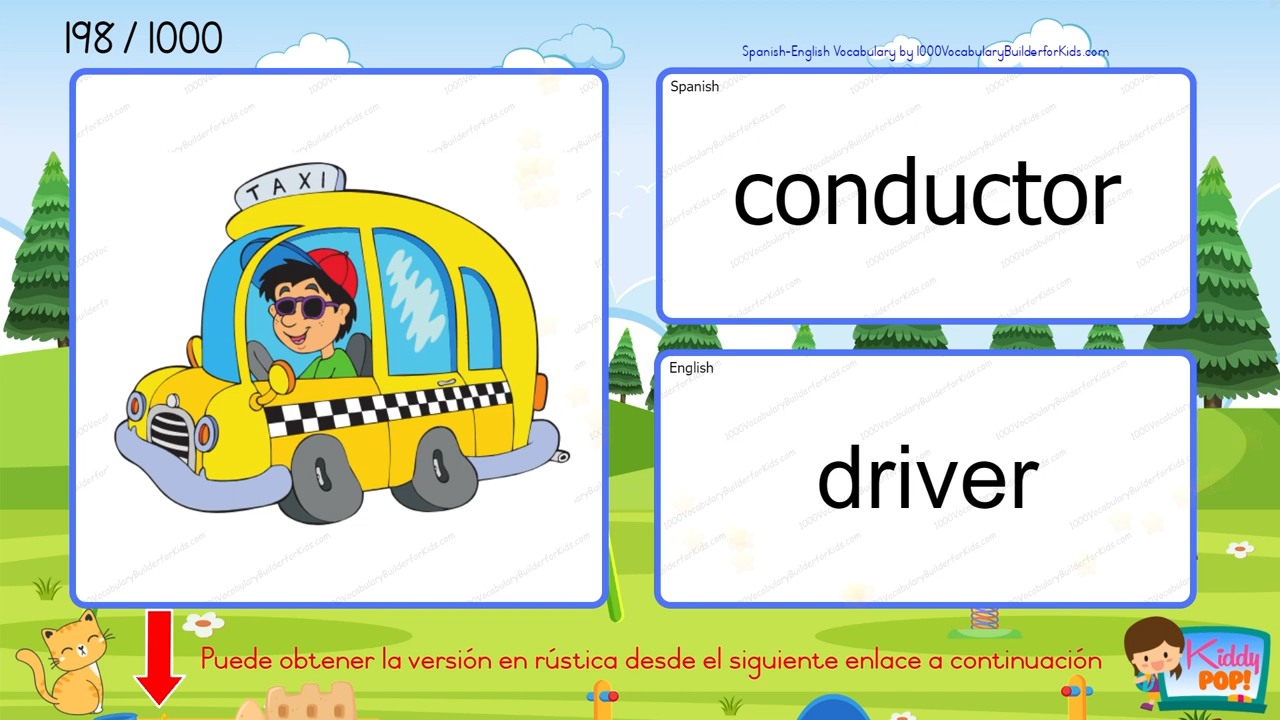 198 / 1000
Spanish-English Vocabulary by 1000VocabularyBuilderforKids.com
TAXI
Spanish
conductor
English
driver
Puede obtener la versión en rústica desde el siguiente enlace a continuación
Kiddy
POP!